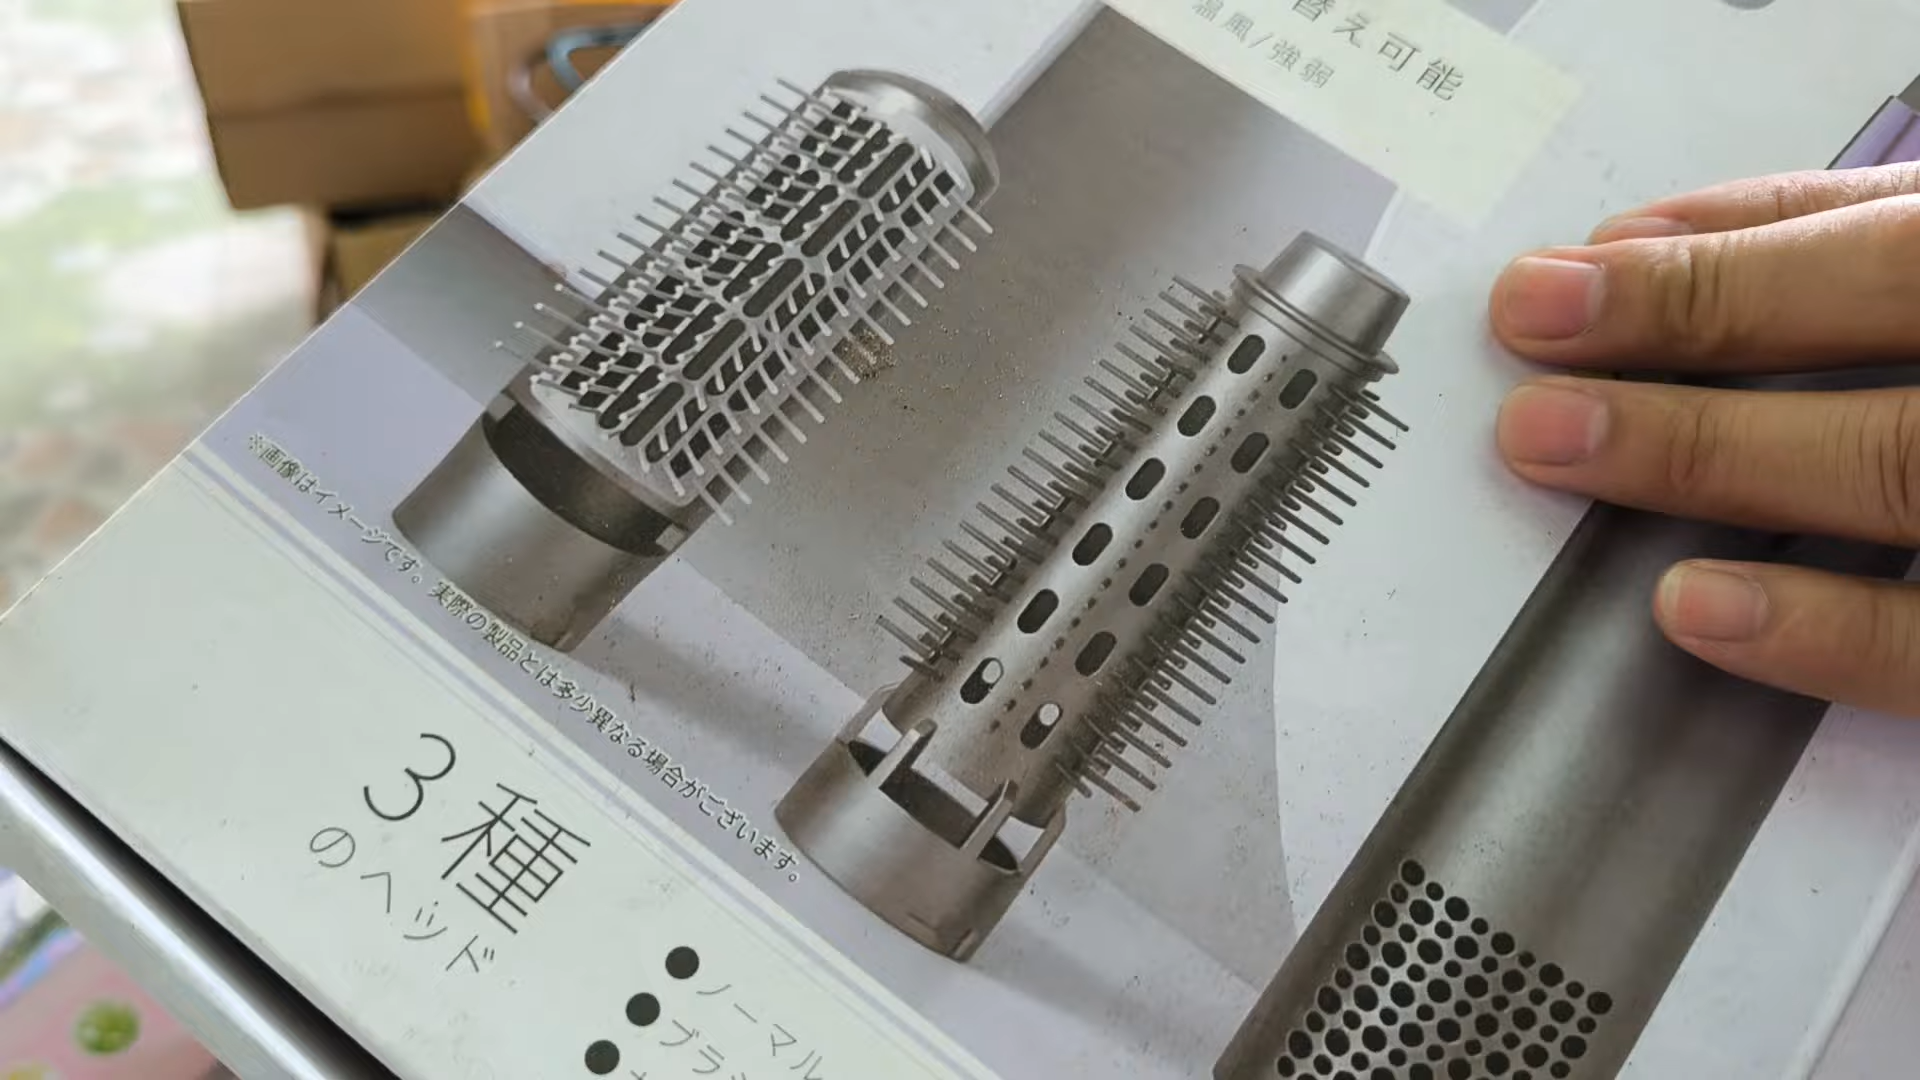 替え可能
温風/強弱
※画像はイメージです。実際の製品とは多少異なる場合がございます。
3種
のヘッド
●ノーマル
●ブラシ